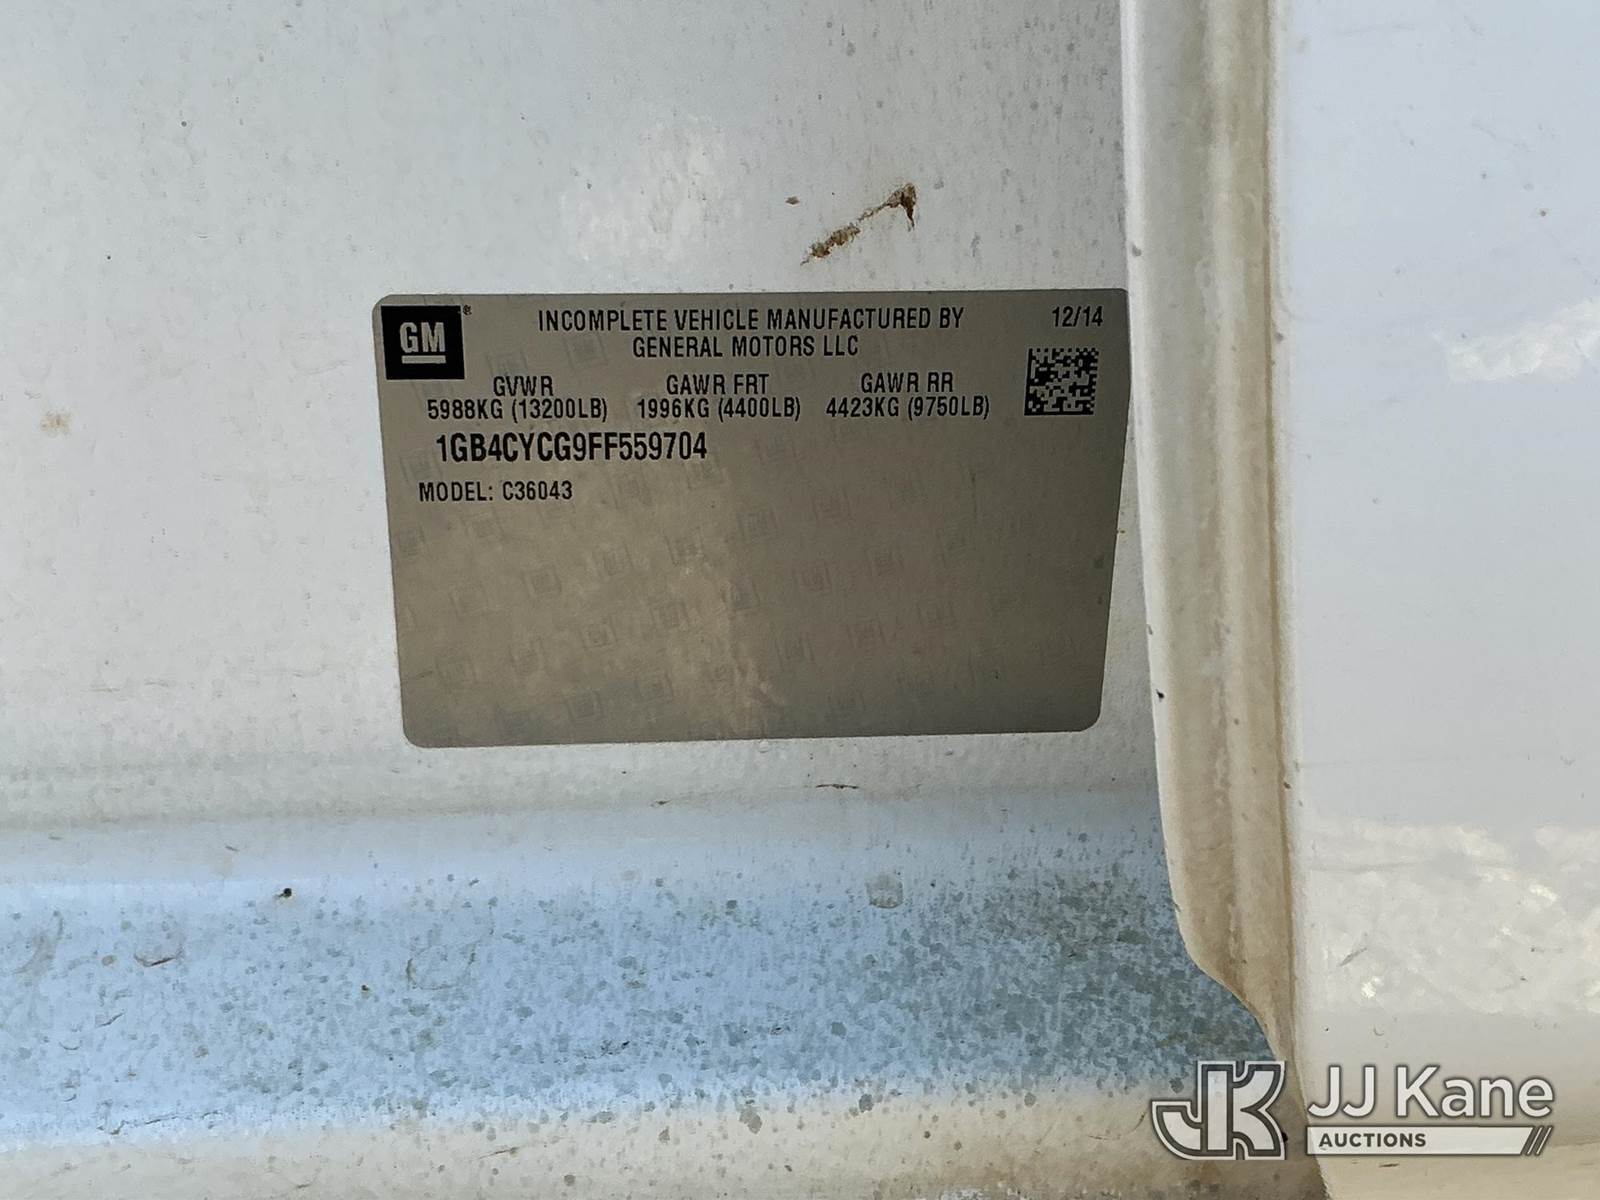 GM ®
INCOMPLETE VEHICLE MANUFACTURED BY
GENERAL MOTORS LLC
12/14
GVWR
5988KG (13200LB)
GAWR FRT
1996KG (4400LB)
GAWR RR
4423KG (9750LB)
1GB4CYCG9FF559704
MODEL: C36043
JK JJ Kane
AUCTIONS